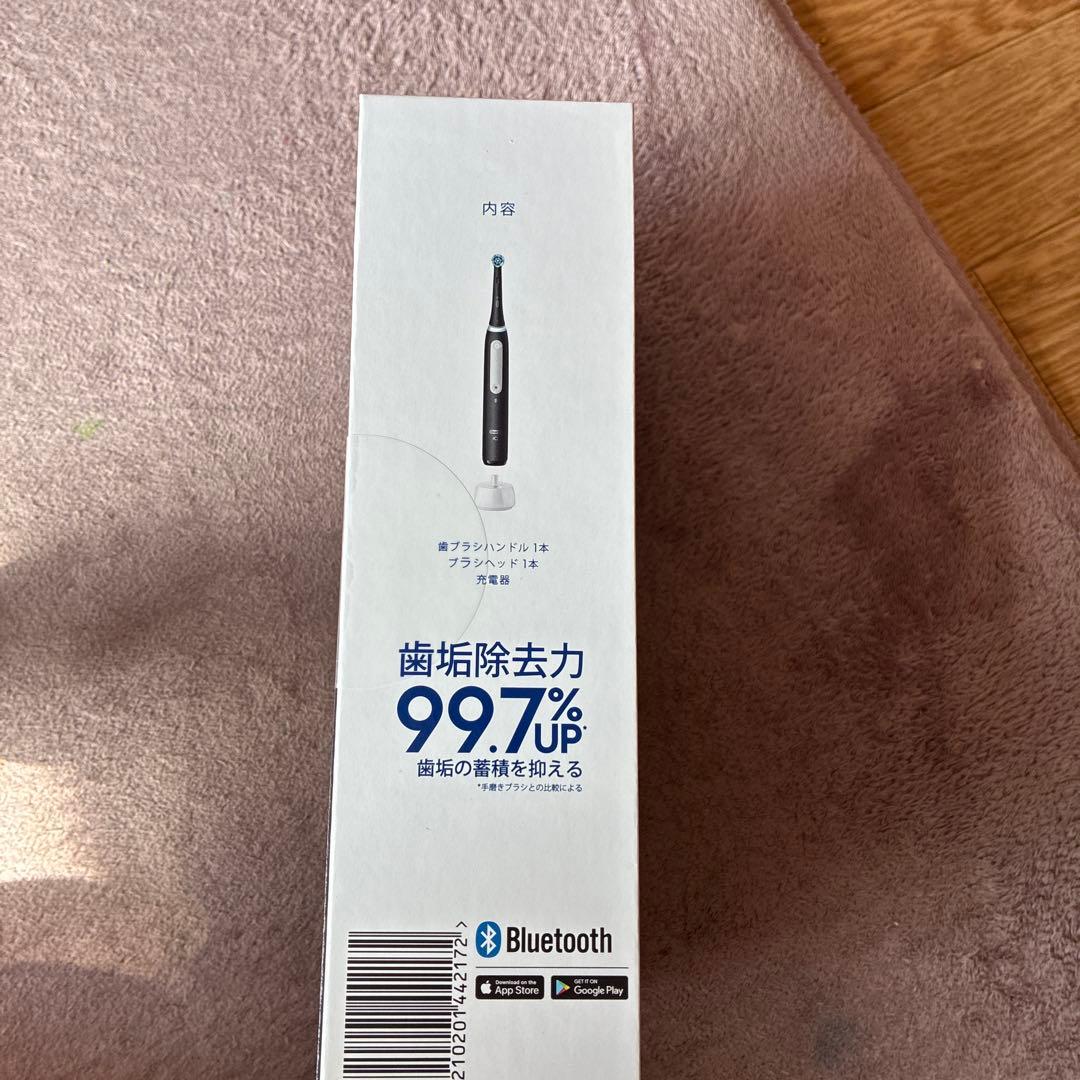 内容
歯ブラシハンドル 1本
ブラシヘッド 1本
充電器
歯垢除去力
99.7%UP*
歯垢の蓄積を抑える
*手磨きブラシとの比較による
Bluetooth
Download on the
App Store
GET IT ON
Google Play
210201442172>